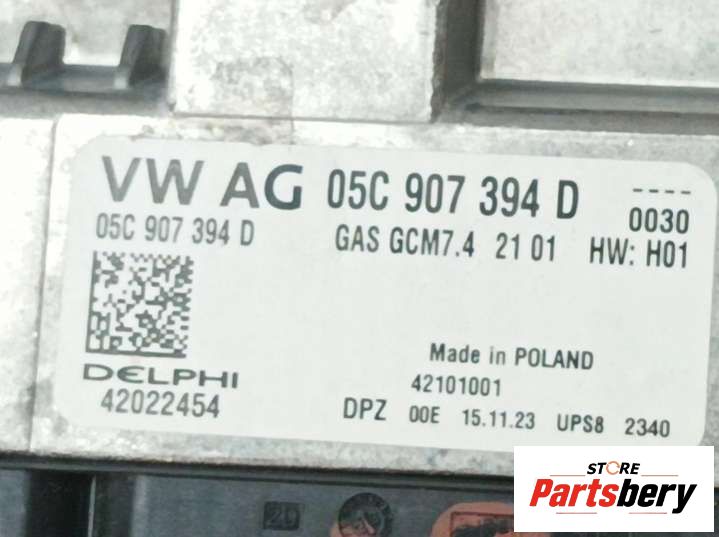 VW AG 05C 907 394 D ----
0030
05C 907 394 D GAS GCM7.4 21 01 HW: H01
Made in POLAND
DELPHI
42101001
42022454
DPZ 00E 15.11.23 UPS8 2340
STORE
Partsbery
20